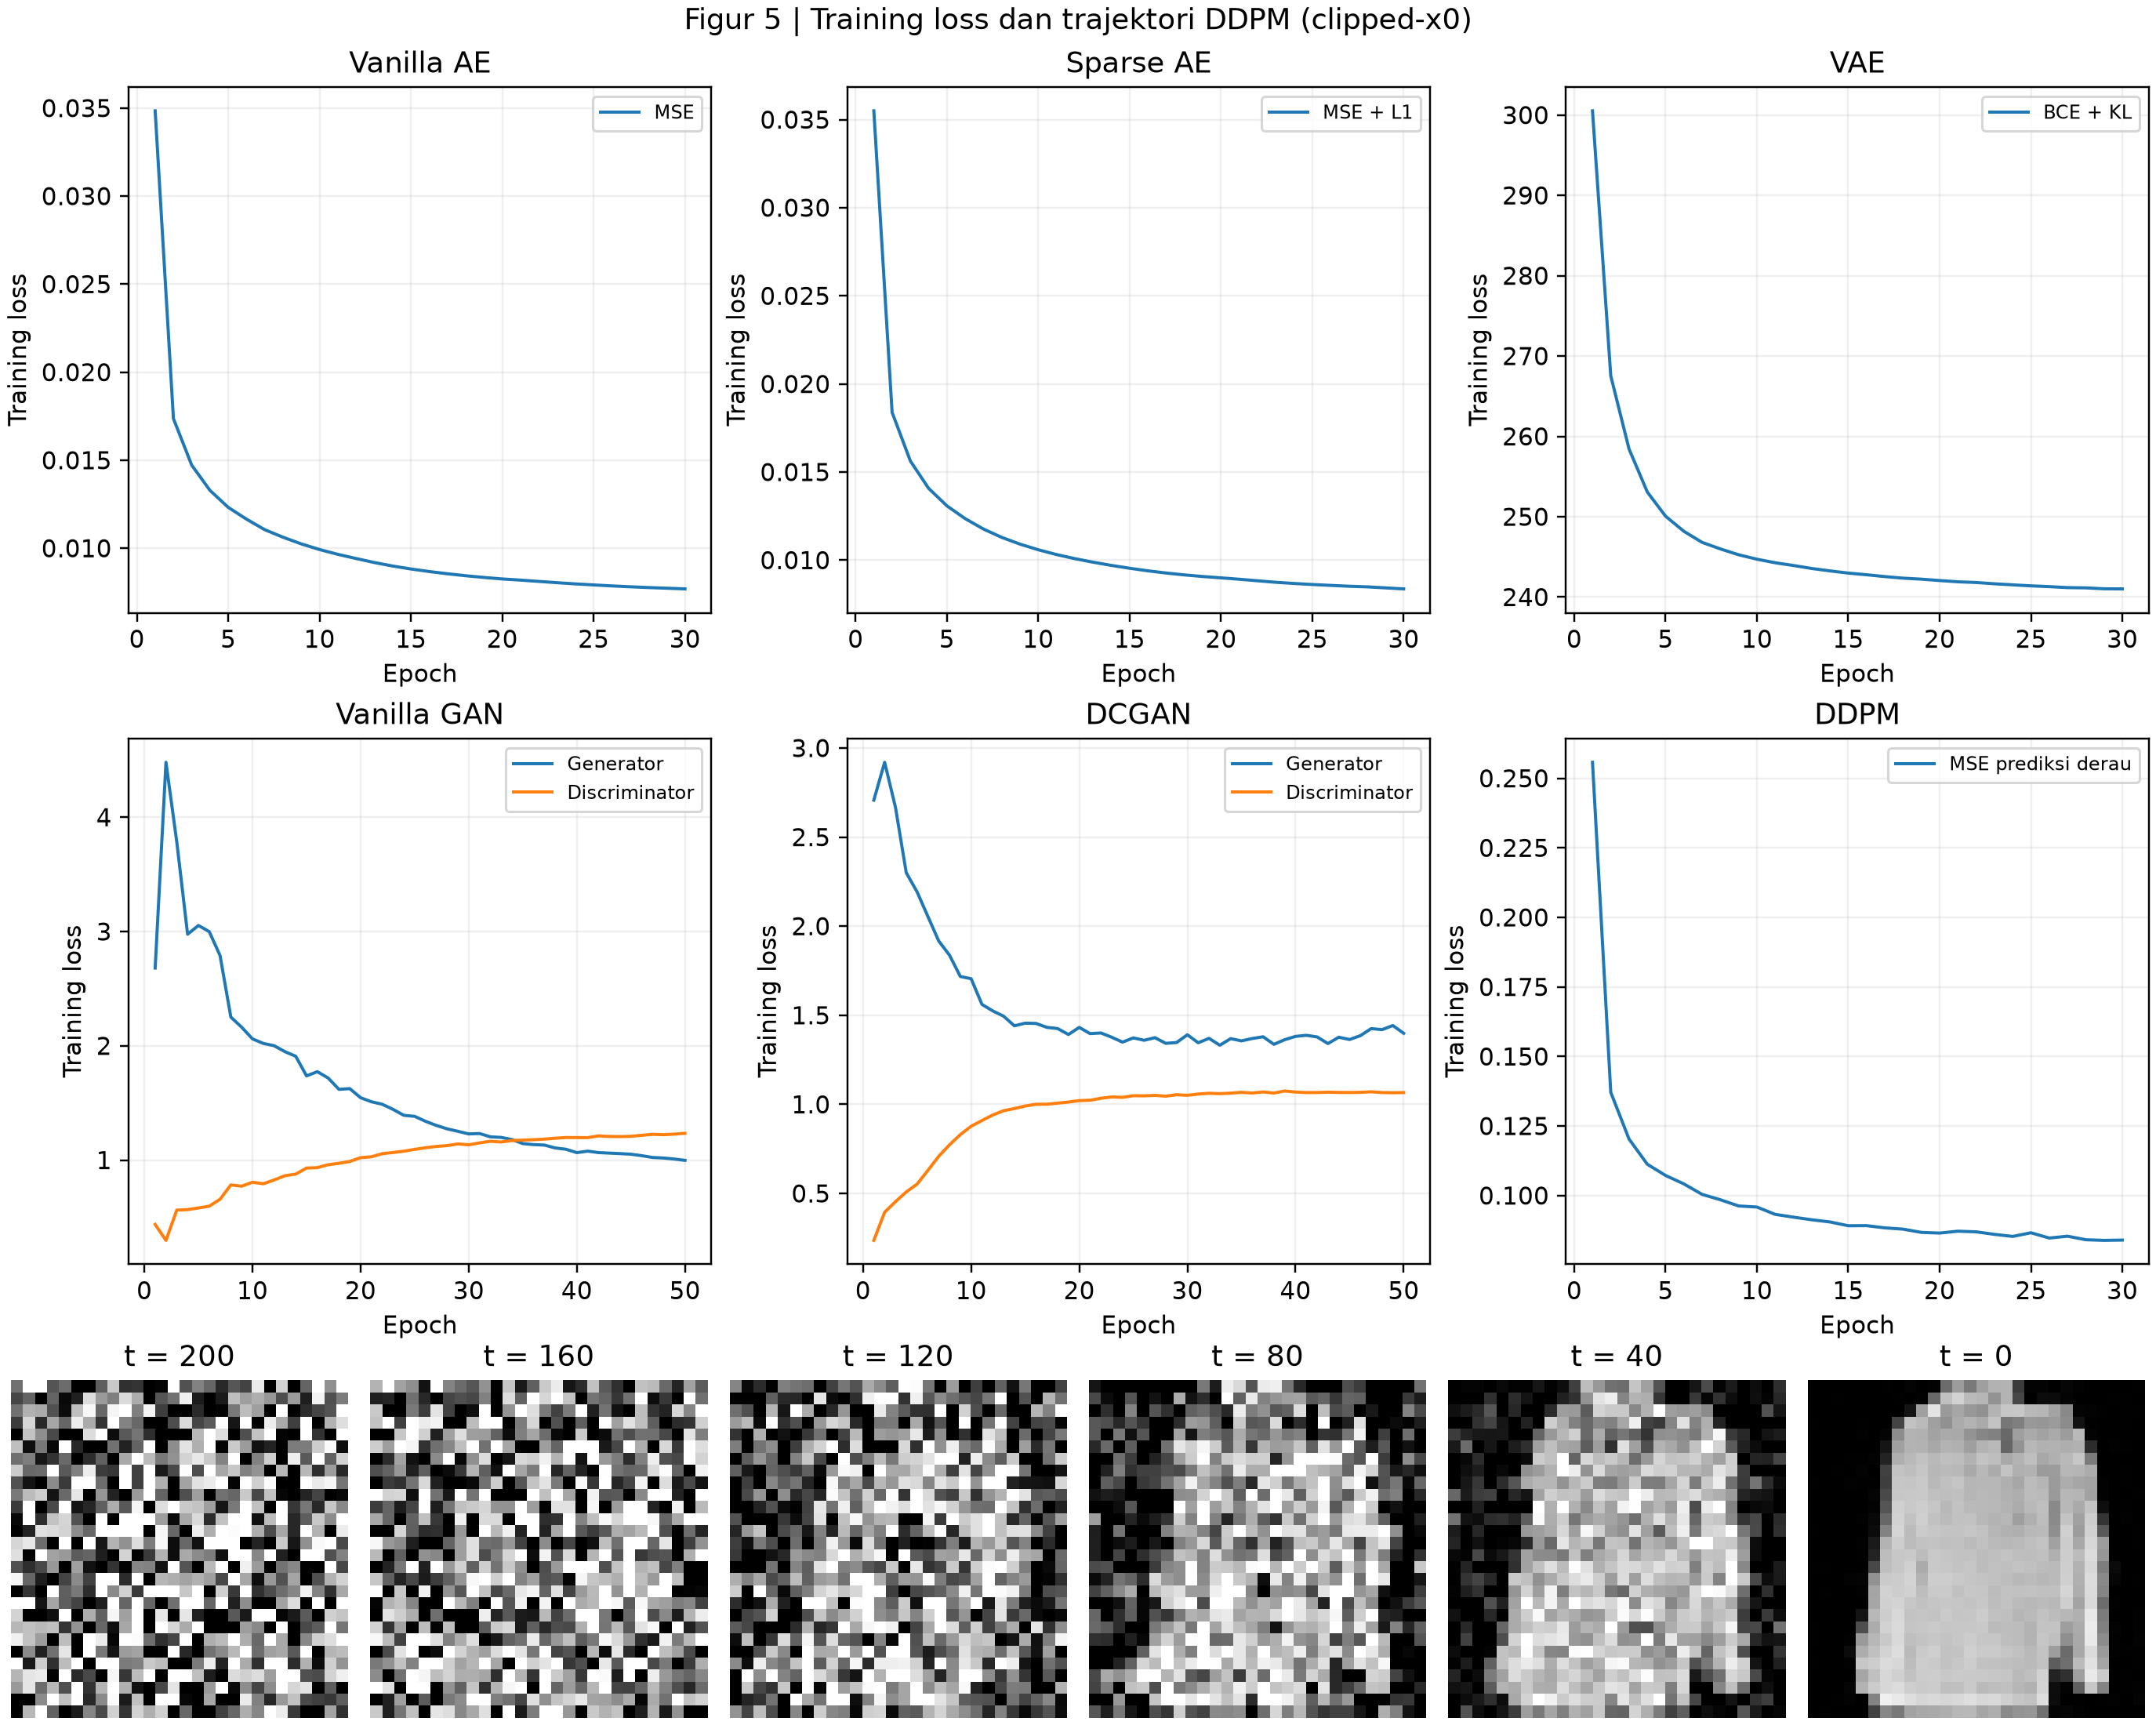 Figur 5 | Training loss dan trajektori DDPM (clipped-x0)
Vanilla AE
MSE
0.035
0.030
0.025
0.020
0.015
0.010
Training loss
0 5 10 15 20 25 30
Epoch
Sparse AE
MSE + L1
0.035
0.030
0.025
0.020
0.015
0.010
Training loss
0 5 10 15 20 25 30
Epoch
VAE
BCE + KL
300
290
280
270
260
250
240
Training loss
0 5 10 15 20 25 30
Epoch
Vanilla GAN
Generator
Discriminator
4
3
2
1
Training loss
0 10 20 30 40 50
Epoch
DCGAN
Generator
Discriminator
3.0
2.5
2.0
1.5
1.0
0.5
Training loss
0 10 20 30 40 50
Epoch
DDPM
MSE prediksi derau
0.250
0.225
0.200
0.175
0.150
0.125
0.100
Training loss
0 5 10 15 20 25 30
Epoch
t = 200
t = 160
t = 120
t = 80
t = 40
t = 0